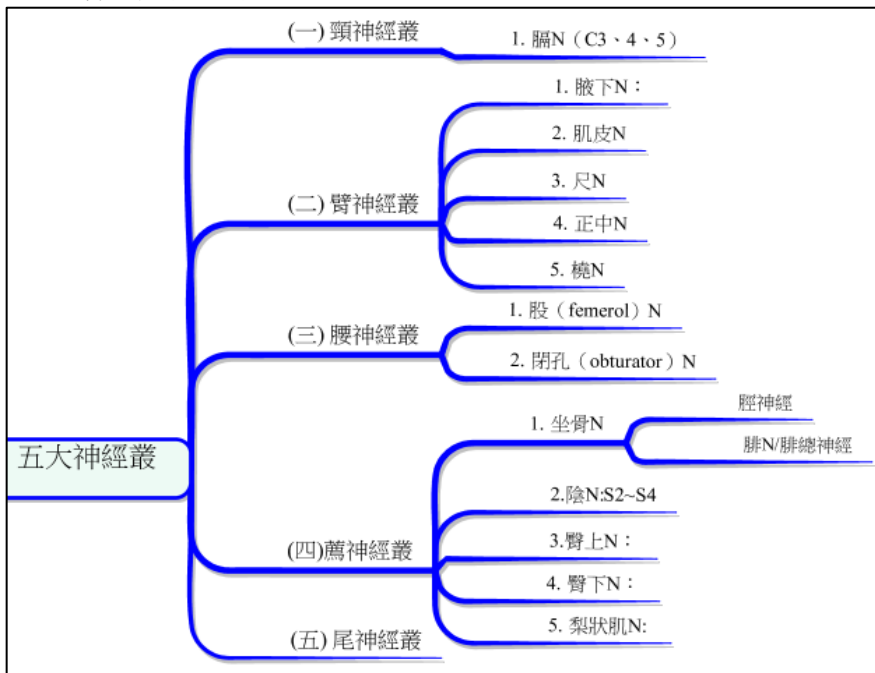 五大神經叢
(一) 頸神經叢
1. 膈N（C3、4、5）
(二) 臂神經叢
1. 腋下N：
2. 肌皮N
3. 尺N
4. 正中N
5. 橈N
(三) 腰神經叢
1. 股（femerol）N
2. 閉孔（obturator）N
(四)薦神經叢
1. 坐骨N
脛神經
腓N/腓總神經
2.陰N:S2~S4
3.臀上N：
4. 臀下N：
5. 梨狀肌N:
(五) 尾神經叢